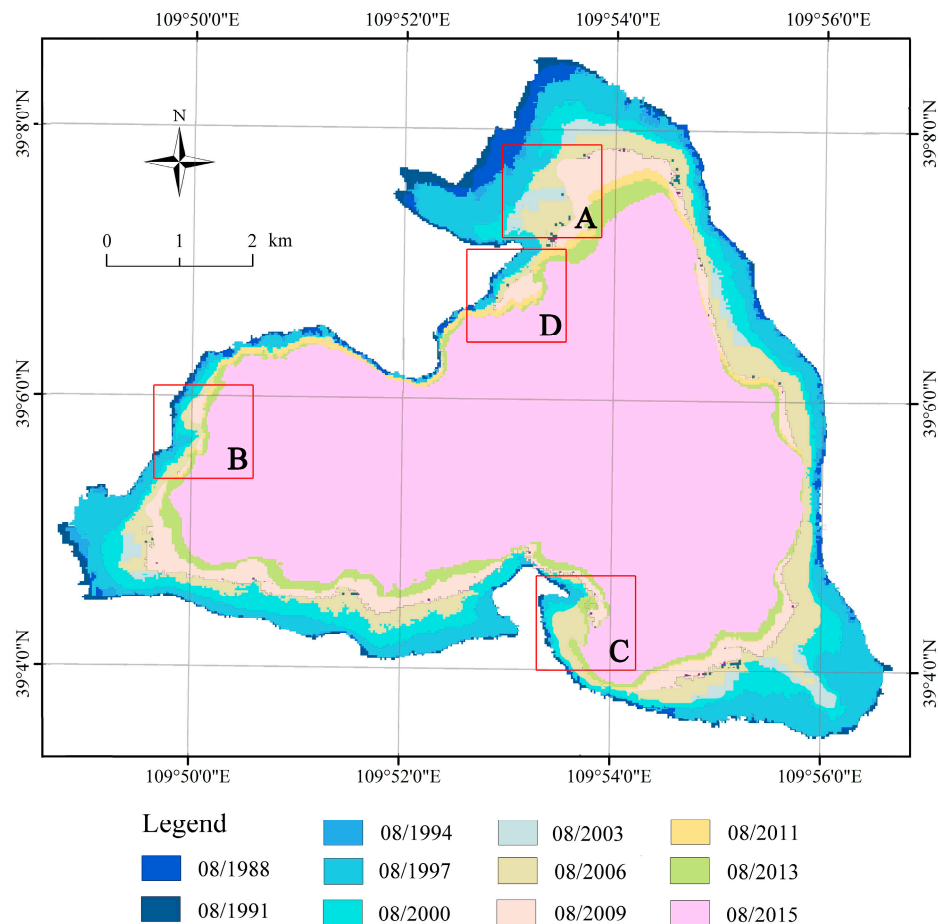 109°50'0"E 109°52'0"E 109°54'0"E 109°56'0"E
39°8'0"N 39°8'0"N
N
0 1 2 km
A
D
39°6'0"N 39°6'0"N
B
C
39°4'0"N 39°4'0"N
109°50'0"E 109°52'0"E 109°54'0"E 109°56'0"E
Legend
08/1994 08/2003 08/2011
08/1988 08/1997 08/2006 08/2013
08/1991 08/2000 08/2009 08/2015